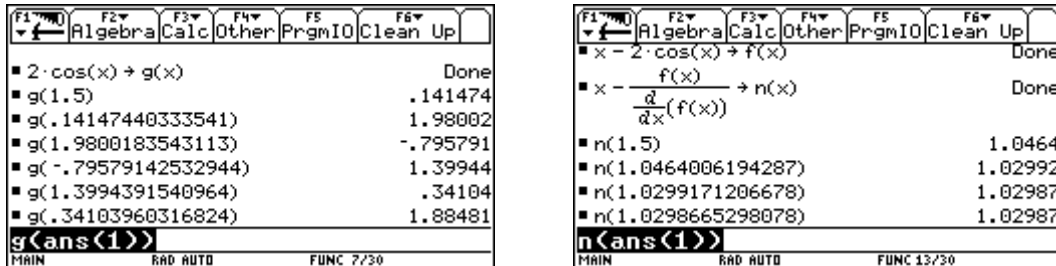 F1 F2 F3 F4 F5 F6
Algebra Calc Other PrgmIO Clean Up
2·cos(x) → g(x) Done
g(1.5) .141474
g(.14147440333541) 1.98002
g(1.9800183543113) -.795791
g(-.79579142532944) 1.39944
g(1.3994391540964) .34104
g(.34103960316824) 1.88481
g(ans(1))
MAIN RAD AUTO FUNC 7/30
F1 F2 F3 F4 F5 F6
Algebra Calc Other PrgmIO Clean Up
x - 2·cos(x) → f(x) Done
x - f(x) / d/dx(f(x)) → n(x) Done
n(1.5) 1.0464
n(1.0464006194287) 1.02992
n(1.0299171206678) 1.02987
n(1.0298665298078) 1.02987
n(ans(1))
MAIN RAD AUTO FUNC 13/30